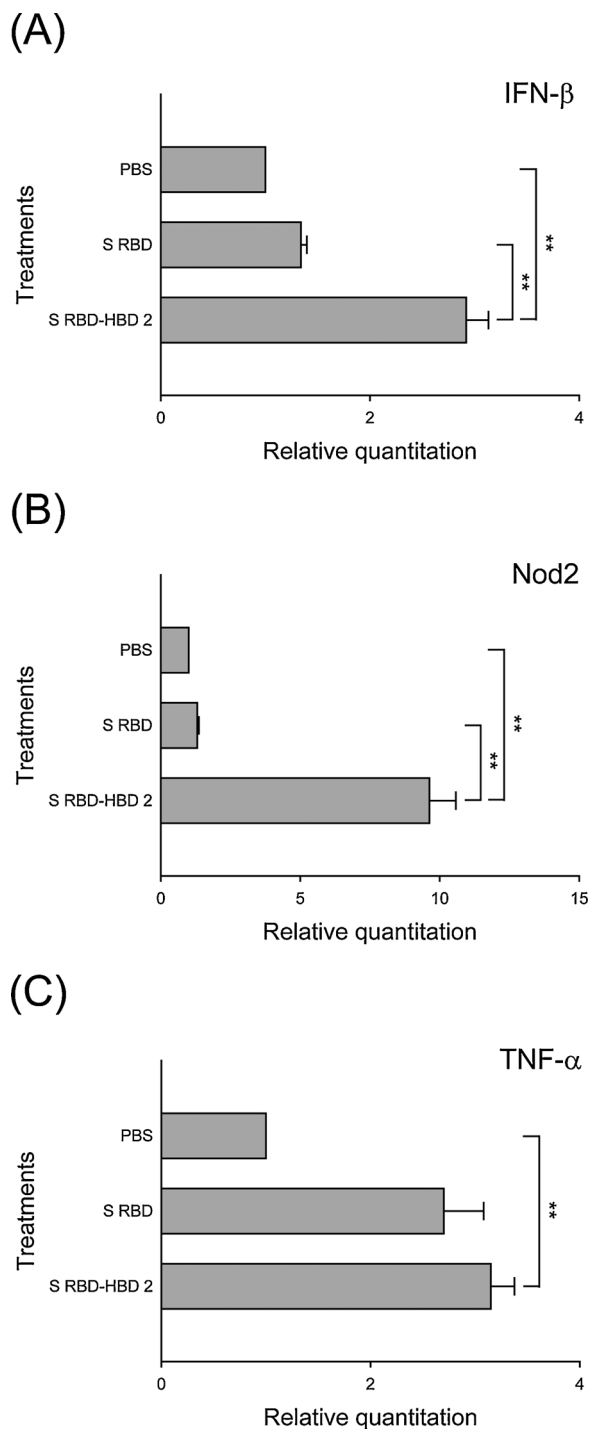 (A)
IFN-β
Treatments
PBS
S RBD
S RBD-HBD 2
**
**
0 2 4
Relative quantitation
(B)
Nod2
Treatments
PBS
S RBD
S RBD-HBD 2
**
**
0 5 10 15
Relative quantitation
(C)
TNF-α
Treatments
PBS
S RBD
S RBD-HBD 2
**
0 2 4
Relative quantitation